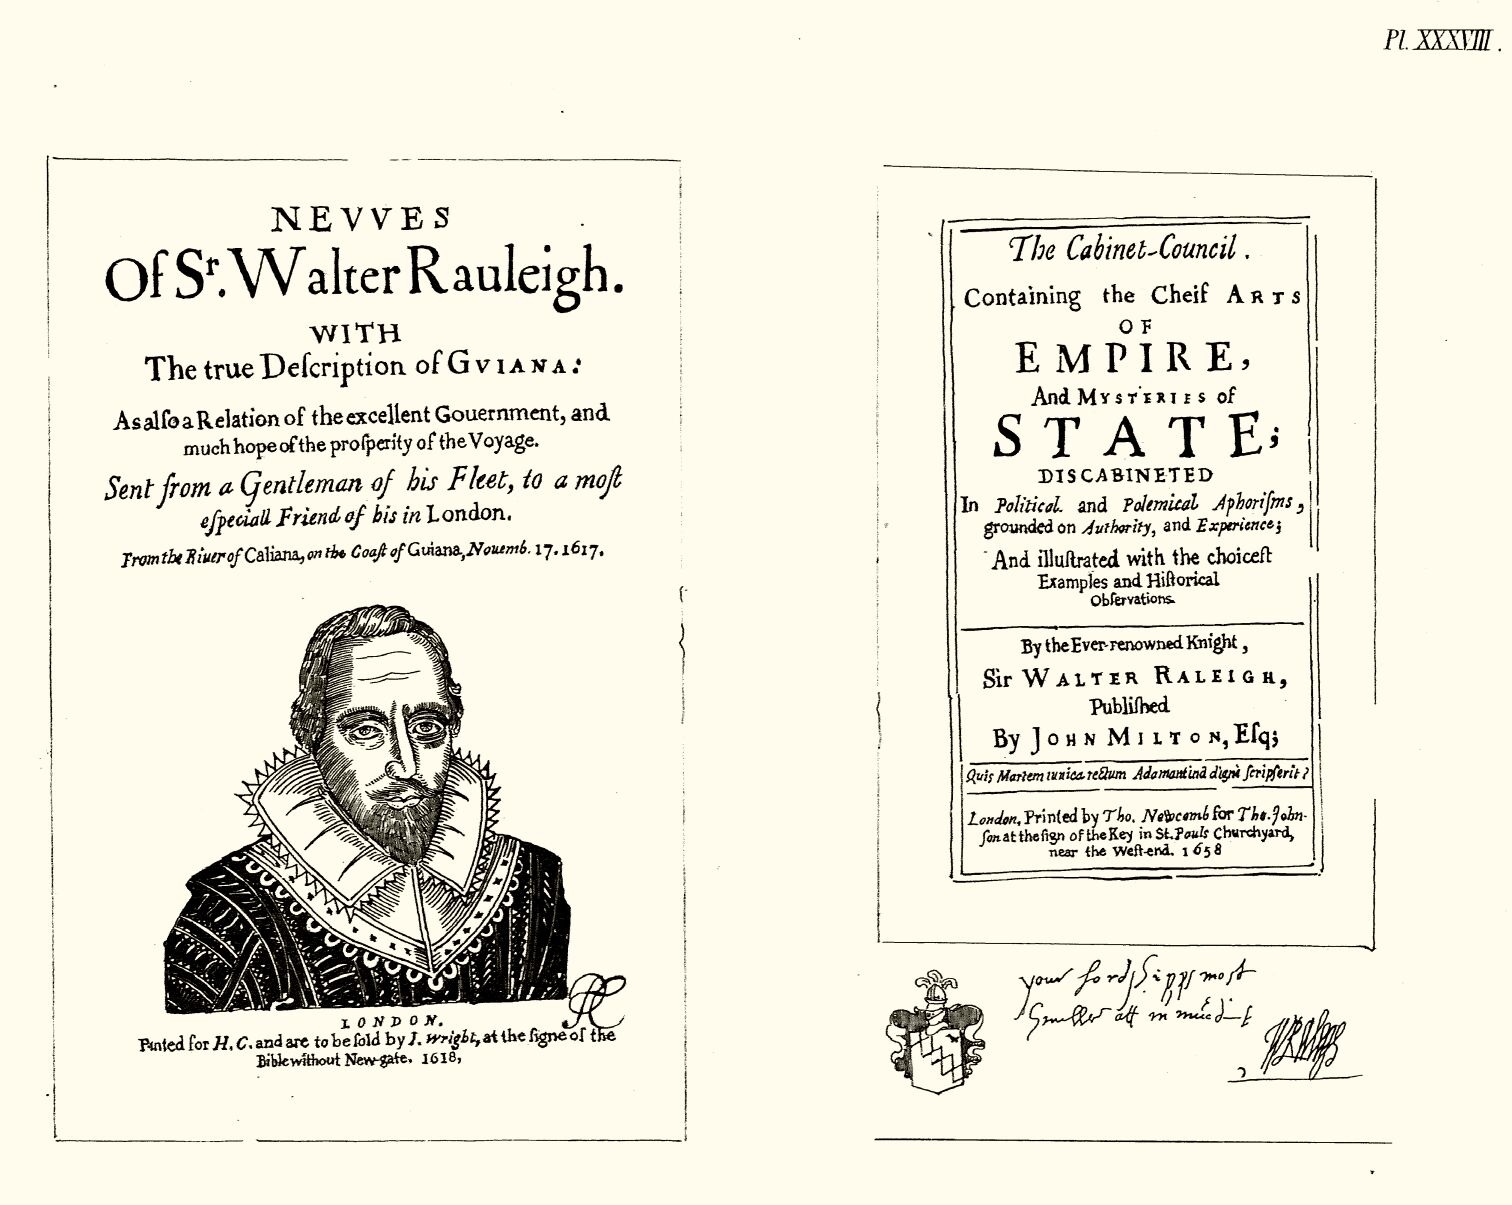 Pl. XXXVIII.
NEVVES
Of Sr. Walter Rauleigh.
WITH
The true Deſcription of GVIANA:
As alſo a Relation of the excellent Gouernment, and
much hope of the proſperity of the Voyage.
Sent from a Gentleman of his Fleet, to a moſt
eſpeciall Friend of his in London.
From the Riuer of Caliana, on the Coaſt of Guiana, Nouemb. 17. 1617.
LONDON.
Printed for H. C. and are to be ſold by J. Wright, at the ſigne of the
Bible without New-gate. 1618,
The Cabinet-Council.
Containing the Cheif ARTS
OF
EMPIRE,
And MYSTERIES of
STATE;
DISCABINETED
In Political and Polemical Aphoriſms,
grounded on Authority, and Experience;
And illuſtrated with the choiceſt
Examples and Hiſtorical
Obſervations.
By the Ever-renowned Knight,
Sir WALTER RALEIGH,
Publiſhed
By JOHN MILTON, Eſq;
Quis Martem tunica tectum Adamantinâ dignè ſcripſerit?
London, Printed by Tho. Newcomb for Tho. John-
ſon at the ſign of the Key in St. Pauls Churchyard,
near the Weſt-end. 1658
your lordſhipps moſt